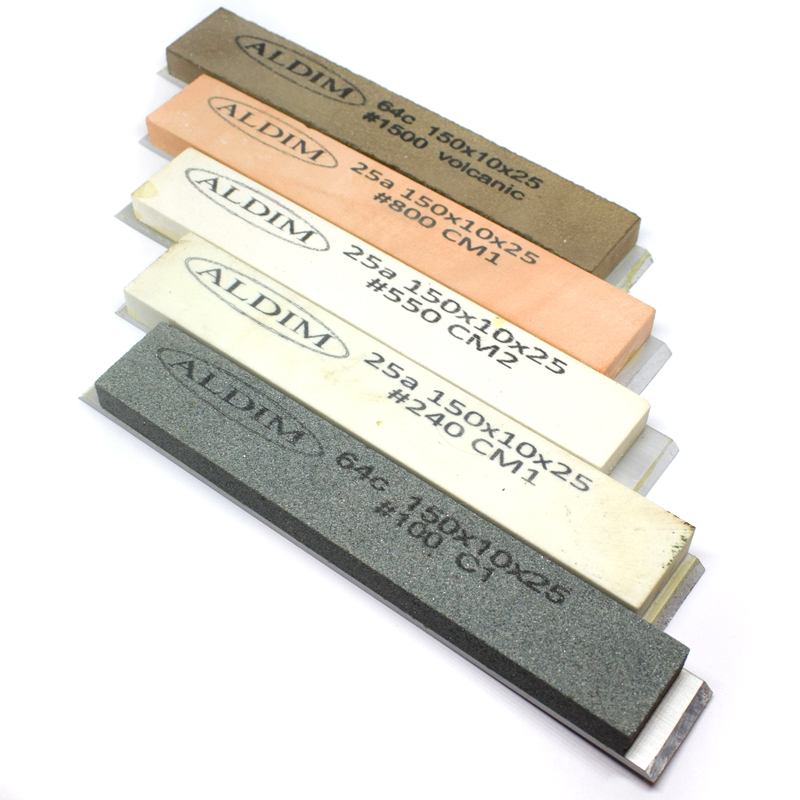 ALDIM
64c 150x10x25
#1500 volcanic
ALDIM
25a 150x10x25
#800 CM1
ALDIM
25a 150x10x25
#550 CM2
ALDIM
25a 150x10x25
#240 CM1
ALDIM
64c 150x10x25
#100 C1